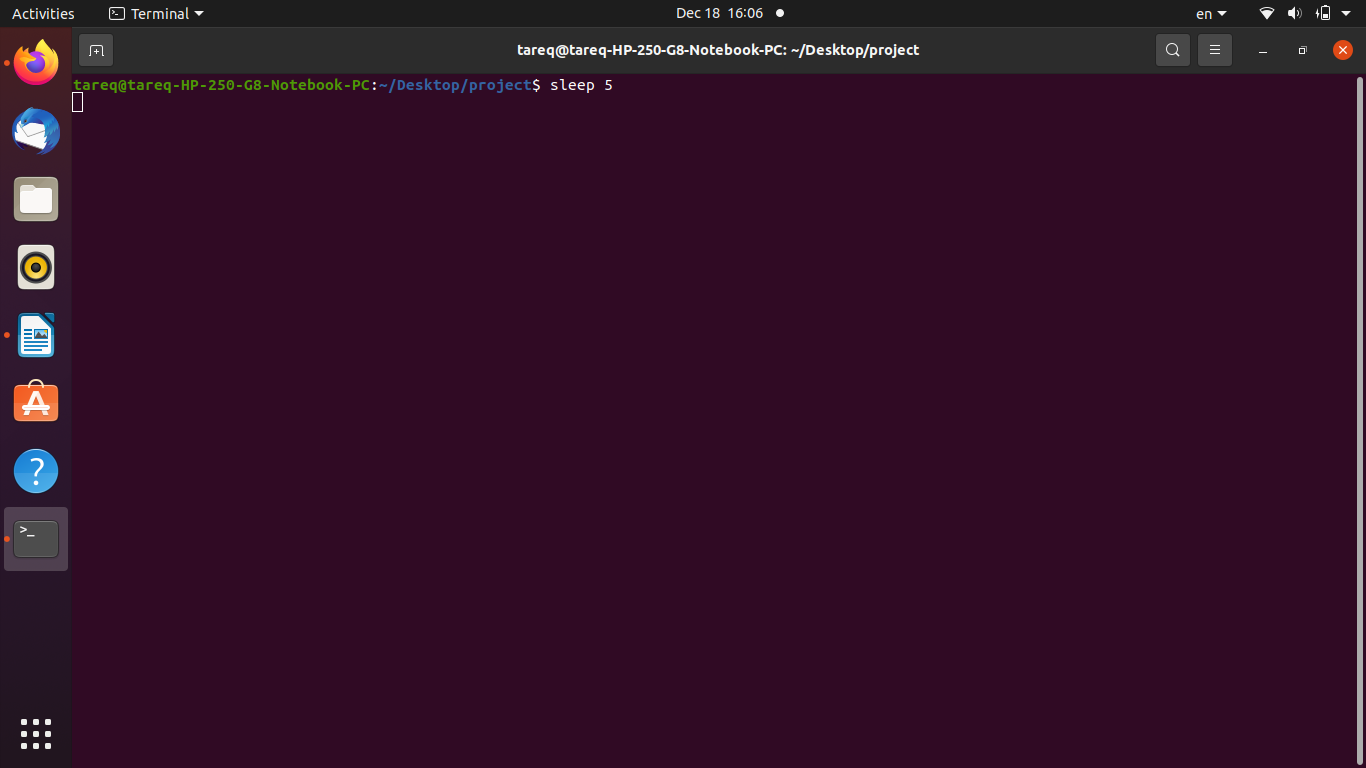 Activities Terminal Dec 18 16:06 en
tareq@tareq-HP-250-G8-Notebook-PC: ~/Desktop/project
tareq@tareq-HP-250-G8-Notebook-PC:~/Desktop/project$ sleep 5